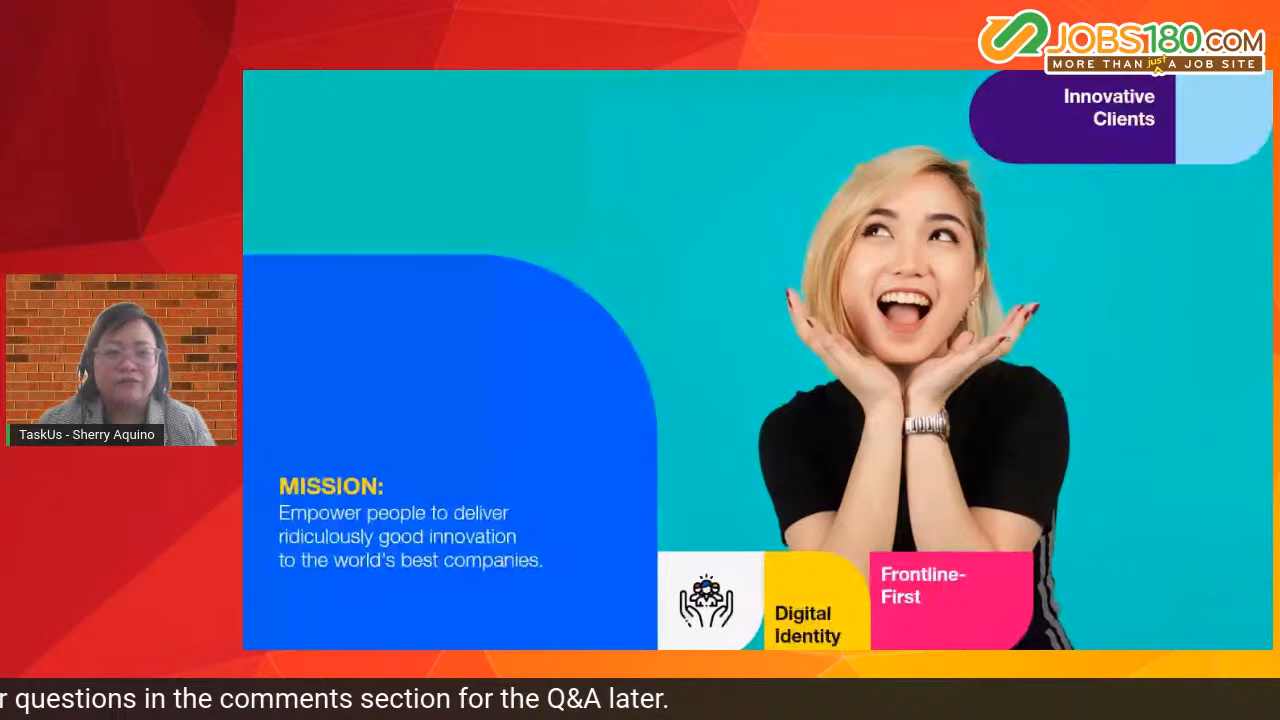 JOBS180.COM
MORE THAN just A JOB SITE
Innovative
Clients
TaskUs - Sherry Aquino
MISSION:
Empower people to deliver
ridiculously good innovation
to the world's best companies.
Digital
Identity
Frontline-
First
r questions in the comments section for the Q&A later.